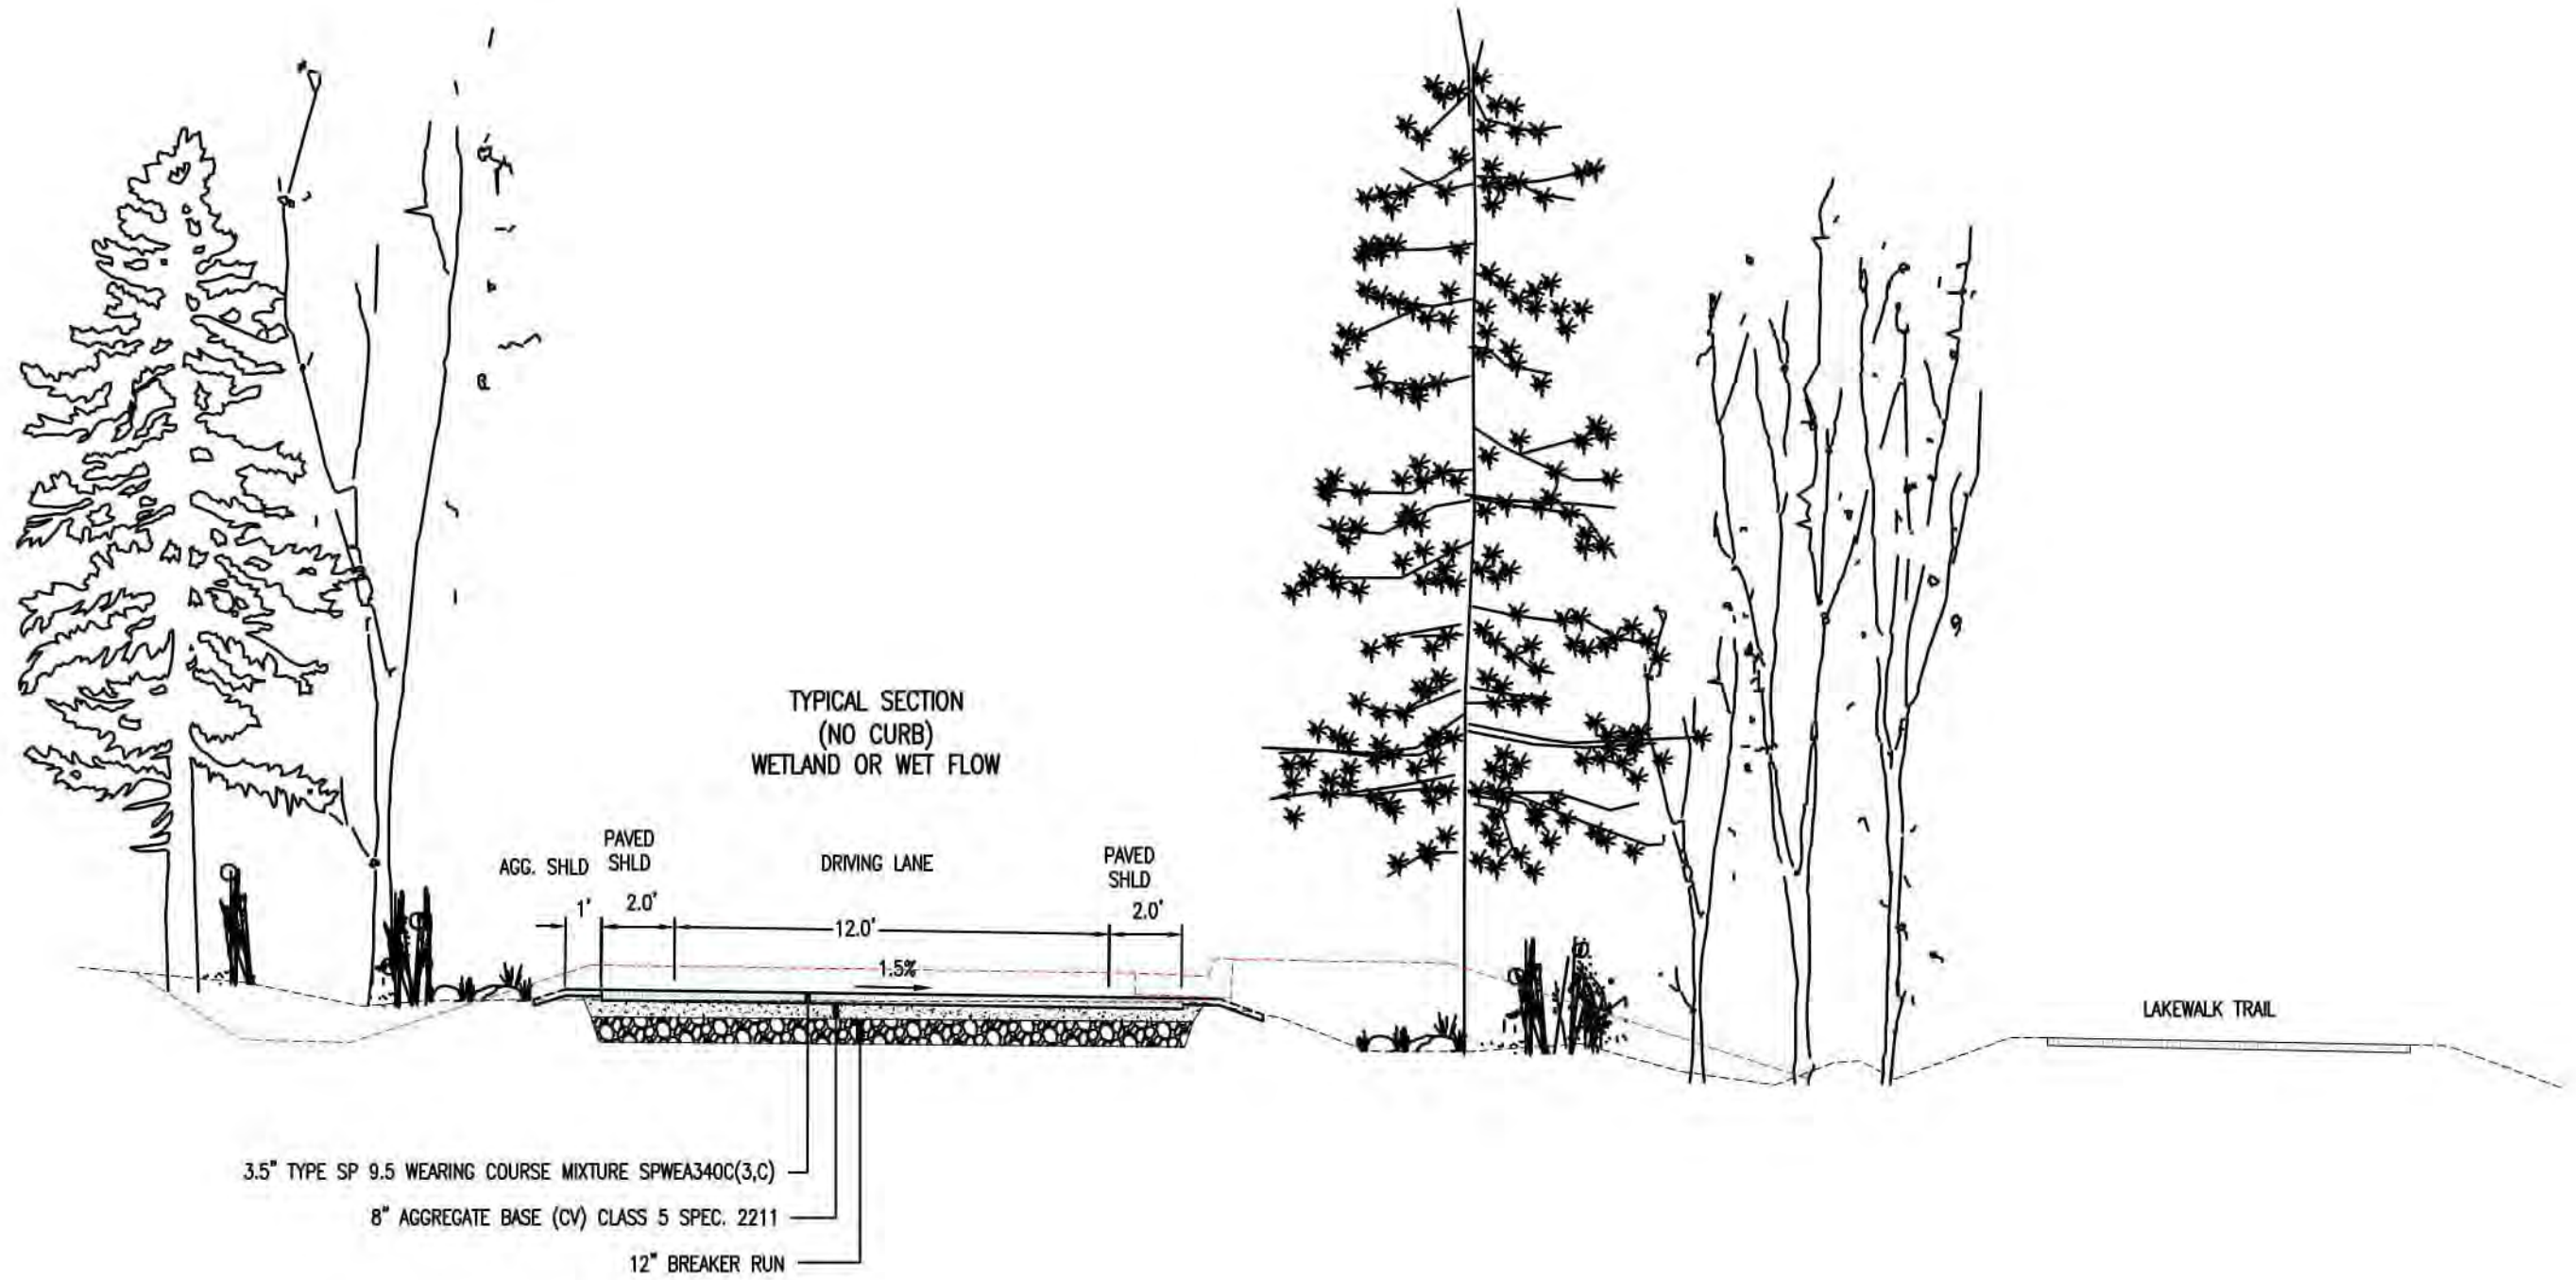 TYPICAL SECTION
(NO CURB)
WETLAND OR WET FLOW
AGG. SHLD
PAVED
SHLD
DRIVING LANE
PAVED
SHLD
1'
2.0'
12.0'
2.0'
1.5%
LAKEWALK TRAIL
3.5" TYPE SP 9.5 WEARING COURSE MIXTURE SPWEA340C(3,C)
8" AGGREGATE BASE (CV) CLASS 5 SPEC. 2211
12" BREAKER RUN